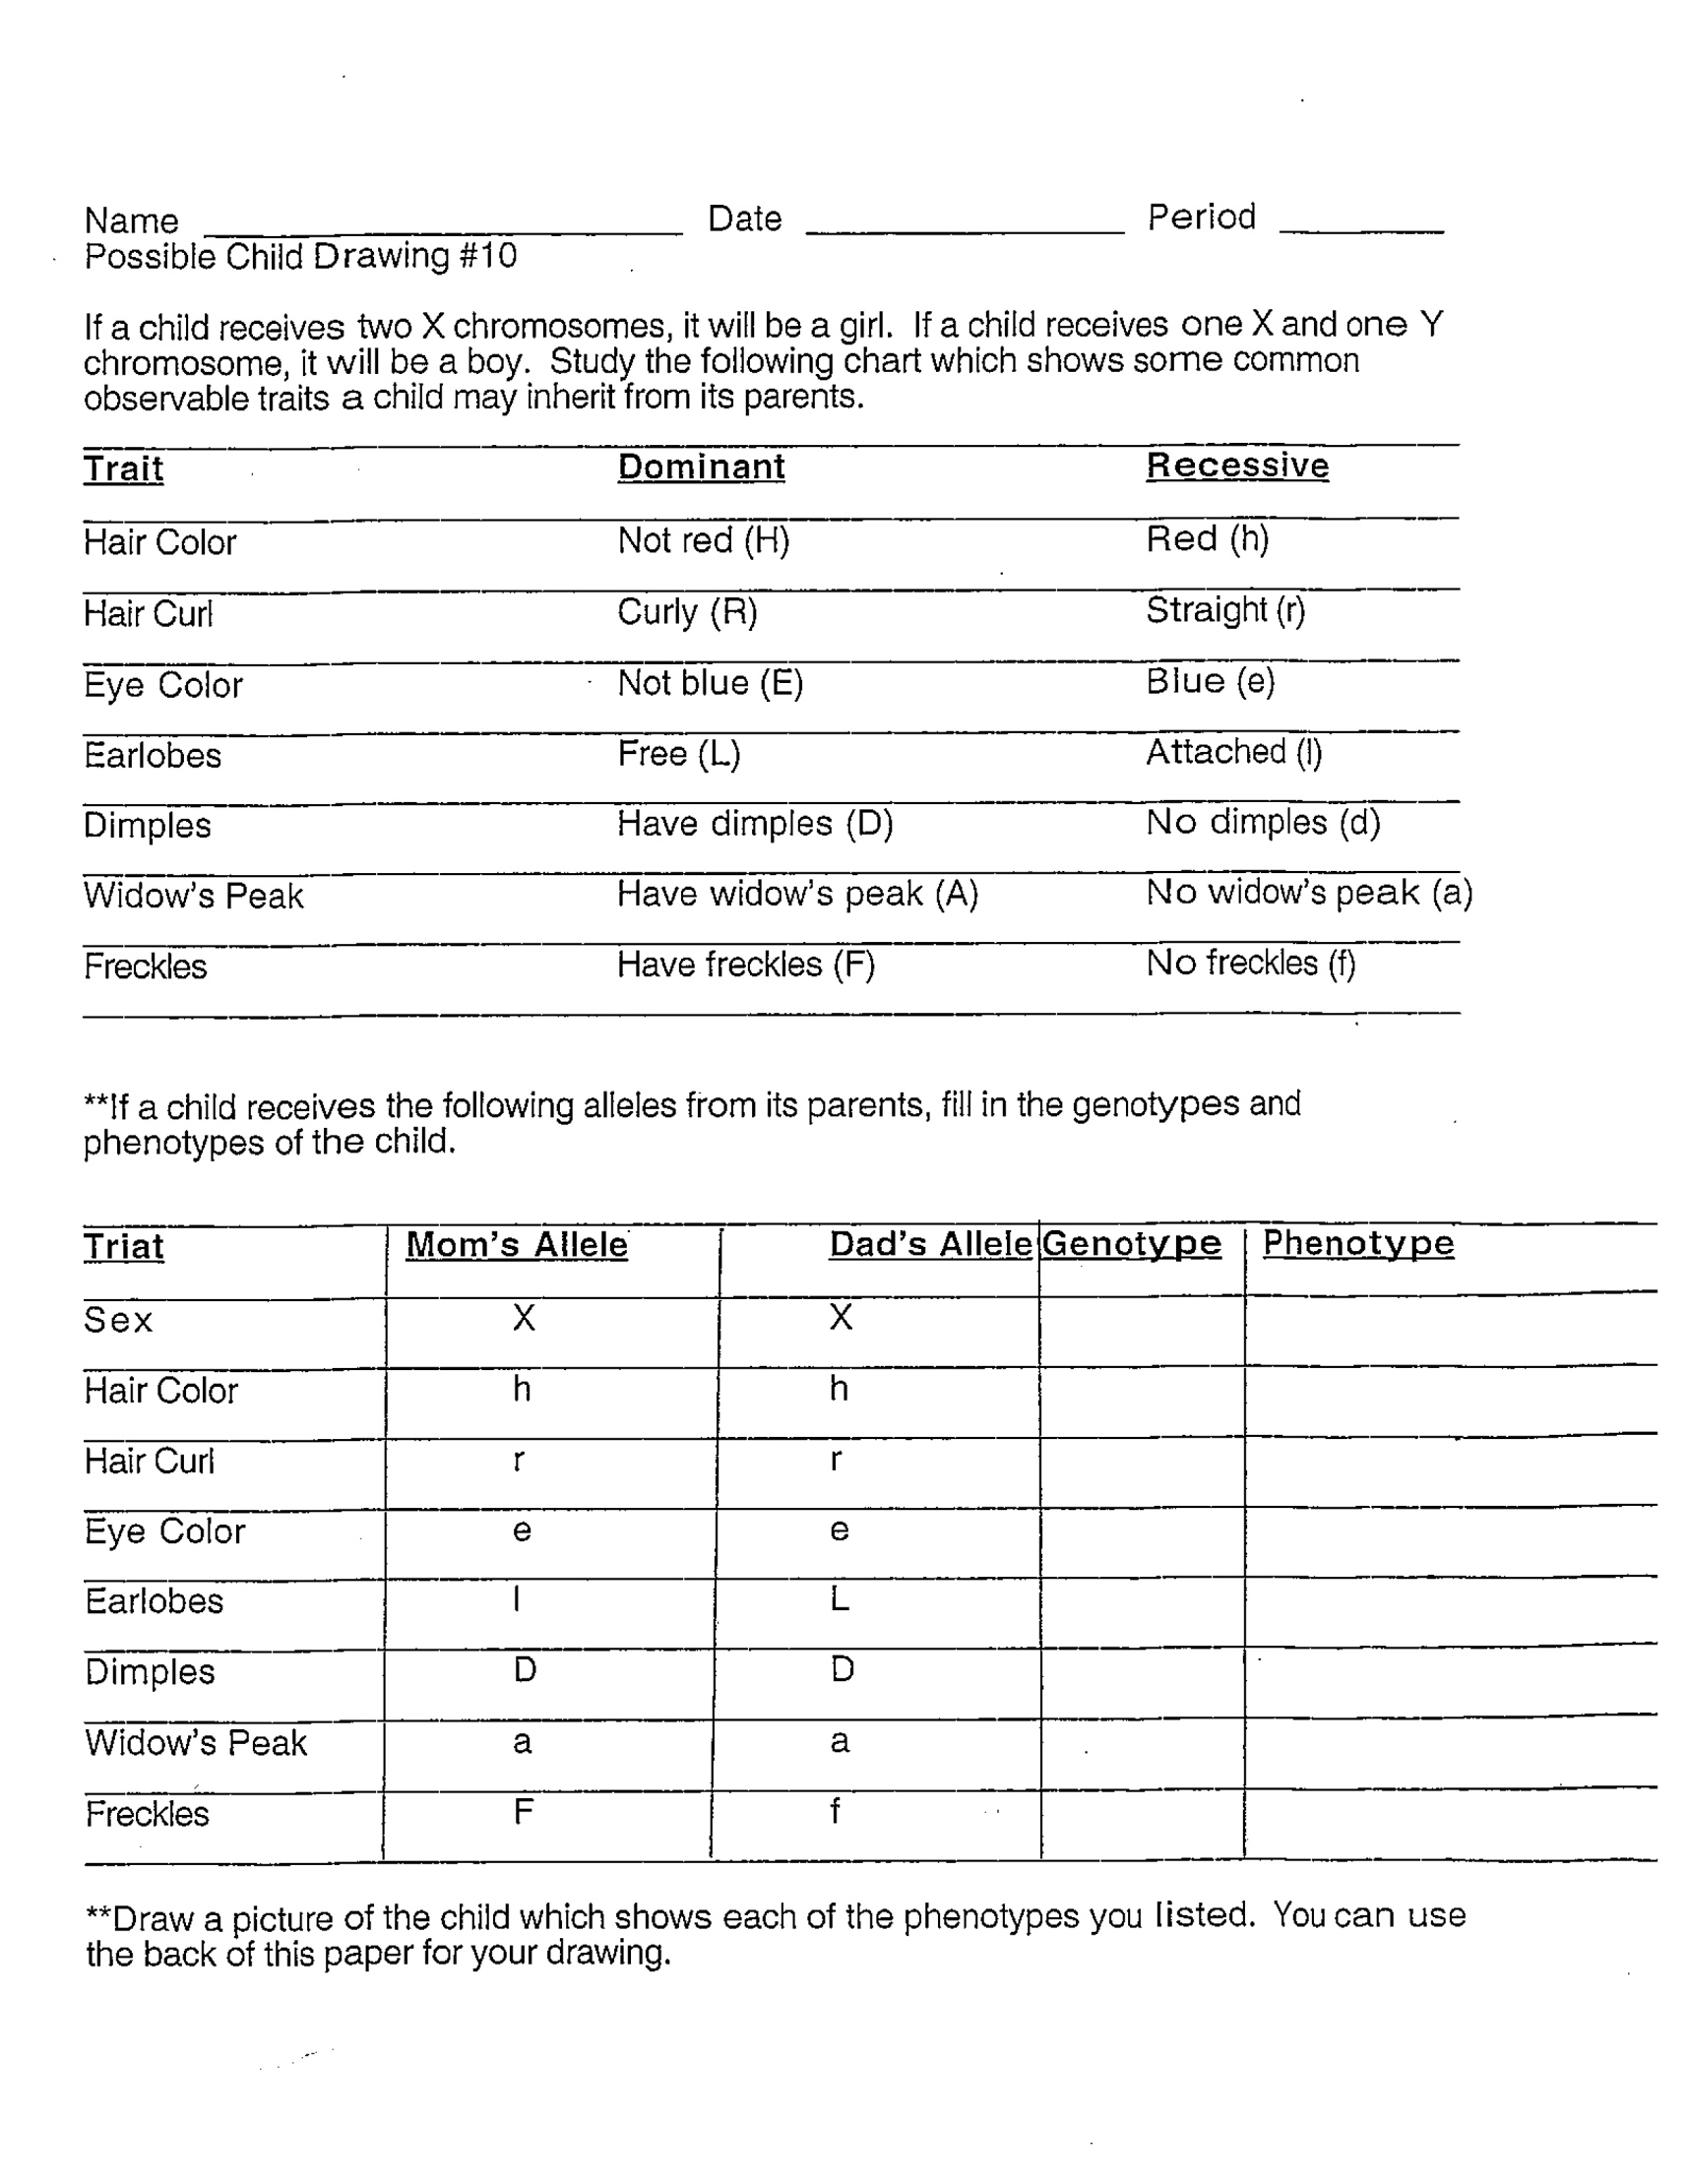 Name ____________ Date ____________ Period ______
Possible Child Drawing #10
If a child receives two X chromosomes, it will be a girl. If a child receives one X and one Y
chromosome, it will be a boy. Study the following chart which shows some common
observable traits a child may inherit from its parents.
Trait Dominant Recessive
Hair Color Not red (H) Red (h)
Hair Curl Curly (R) Straight (r)
Eye Color Not blue (E) Blue (e)
Earlobes Free (L) Attached (l)
Dimples Have dimples (D) No dimples (d)
Widow's Peak Have widow's peak (A) No widow's peak (a)
Freckles Have freckles (F) No freckles (f)
**If a child receives the following alleles from its parents, fill in the genotypes and
phenotypes of the child.
Triat Mom's Allele Dad's Allele Genotype Phenotype
Sex X X
Hair Color h h
Hair Curl r r
Eye Color e e
Earlobes l L
Dimples D D
Widow's Peak a a
Freckles F f
**Draw a picture of the child which shows each of the phenotypes you listed. You can use
the back of this paper for your drawing.